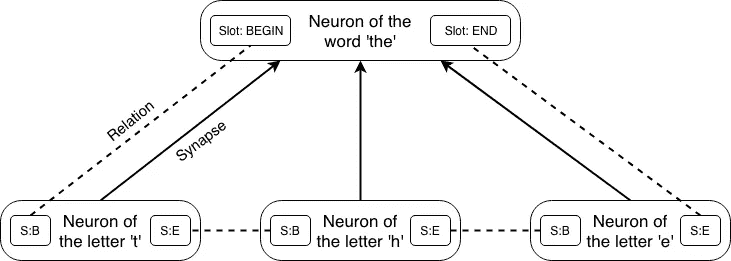 Slot: BEGIN
Neuron of the
word 'the'
Slot: END
Relation
Synapse
S:B
Neuron of
the letter 't'
S:E
S:B
Neuron of
the letter 'h'
S:E
S:B
Neuron of
the letter 'e'
S:E